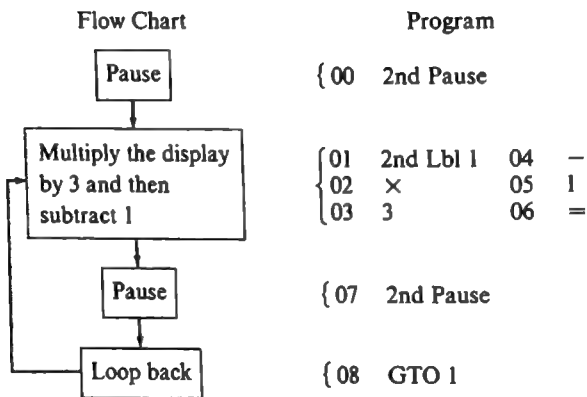 Flow Chart Program
Pause { 00 2nd Pause
Multiply the display { 01 2nd Lbl 1 04 −
by 3 and then 02 × 05 1
subtract 1 03 3 06 =
Pause { 07 2nd Pause
Loop back { 08 GTO 1